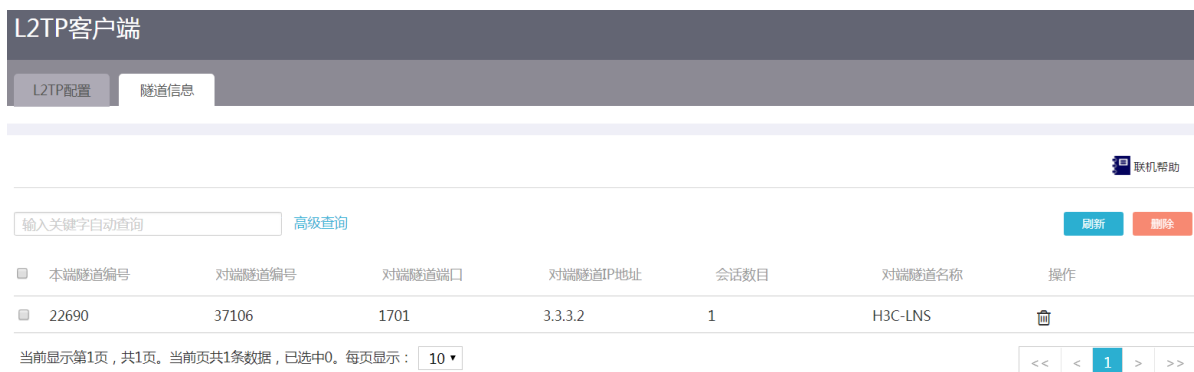 L2TP客户端
L2TP配置 隧道信息
联机帮助
输入关键字自动查询 高级查询 刷新 删除
本端隧道编号 对端隧道编号 对端隧道端口 对端隧道IP地址 会话数目 对端隧道名称 操作
22690 37106 1701 3.3.3.2 1 H3C-LNS
当前显示第1页，共1页。当前页共1条数据，已选中0。每页显示： 10 << < 1 > >>